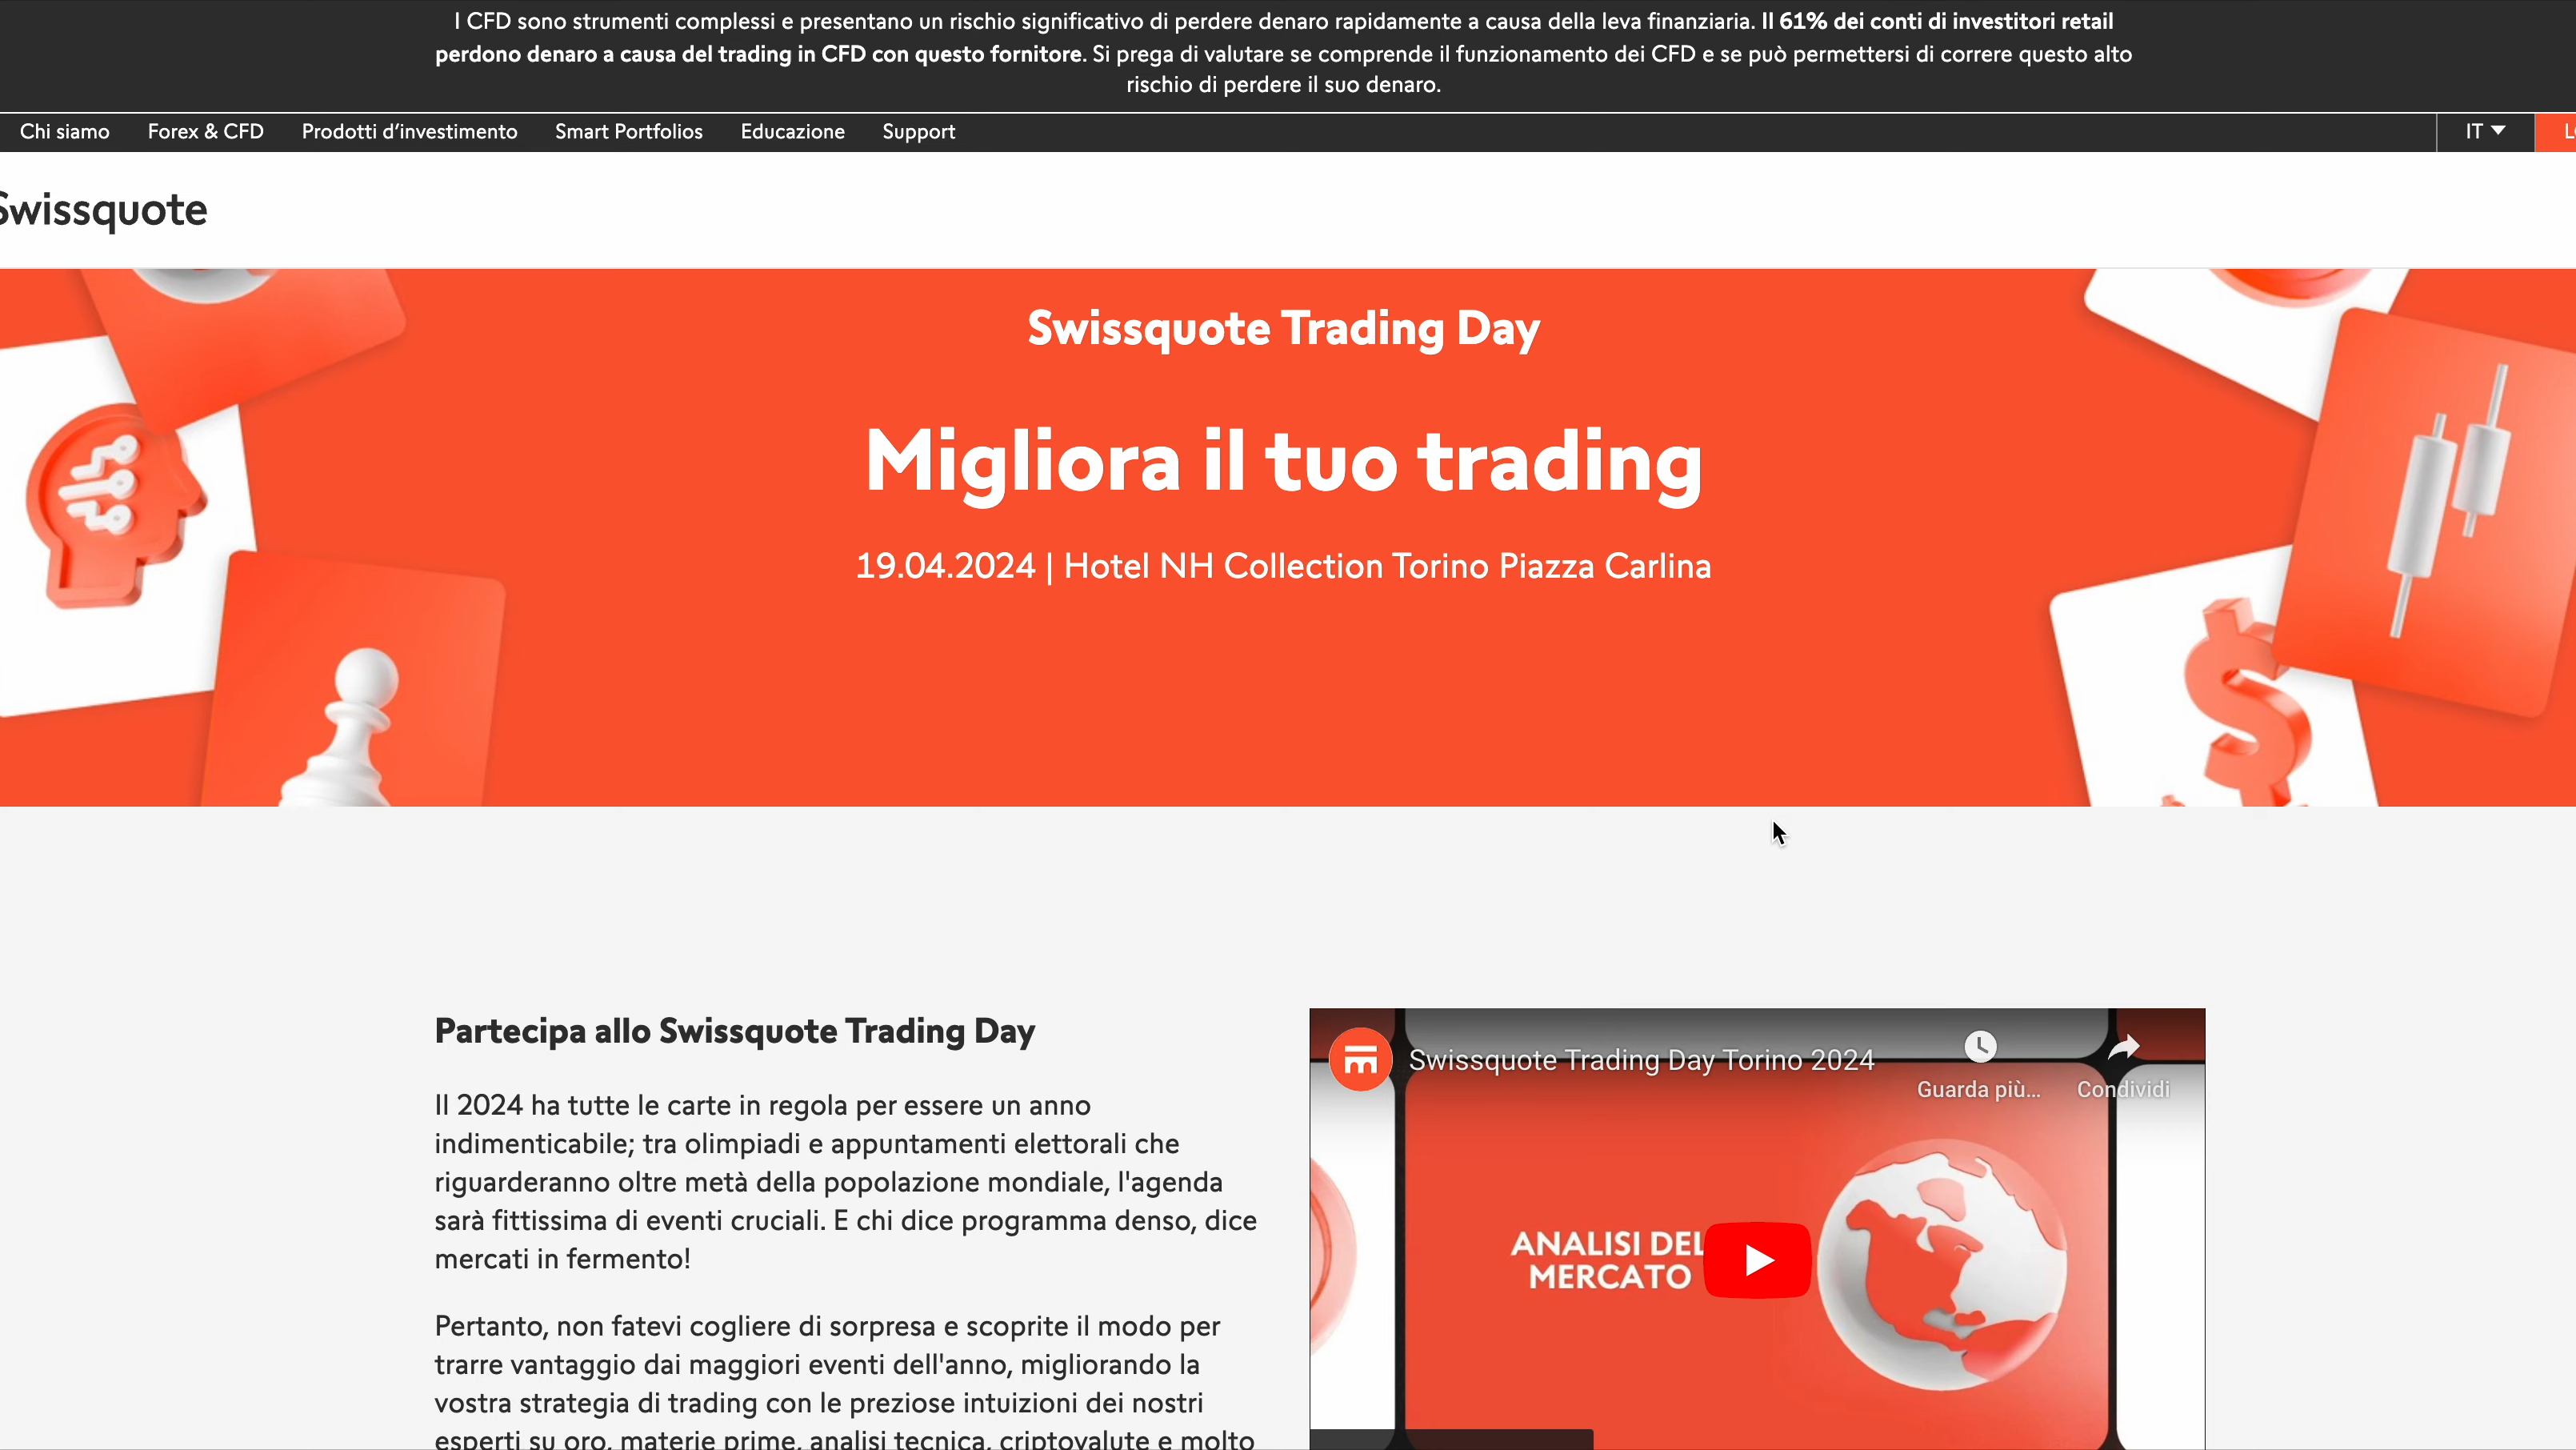 I CFD sono strumenti complessi e presentano un rischio significativo di perdere denaro rapidamente a causa della leva finanziaria. Il 61% dei conti di investitori retail
perdono denaro a causa del trading in CFD con questo fornitore. Si prega di valutare se comprende il funzionamento dei CFD e se può permettersi di correre questo alto
rischio di perdere il suo denaro.
Chi siamo Forex & CFD Prodotti d’investimento Smart Portfolios Educazione Support IT
Swissquote
Swissquote Trading Day
Migliora il tuo trading
19.04.2024 | Hotel NH Collection Torino Piazza Carlina
Partecipa allo Swissquote Trading Day
Il 2024 ha tutte le carte in regola per essere un anno
indimenticabile; tra olimpiadi e appuntamenti elettorali che
riguarderanno oltre metà della popolazione mondiale, l'agenda
sarà fittissima di eventi cruciali. E chi dice programma denso, dice
mercati in fermento!
Pertanto, non fatevi cogliere di sorpresa e scoprite il modo per
trarre vantaggio dai maggiori eventi dell'anno, migliorando la
vostra strategia di trading con le preziose intuizioni dei nostri
esperti su oro, materie prime, analisi tecnica, criptovalute e molto
Swissquote Trading Day Torino 2024
Guarda più... Condividi
ANALISI DEL
MERCATO